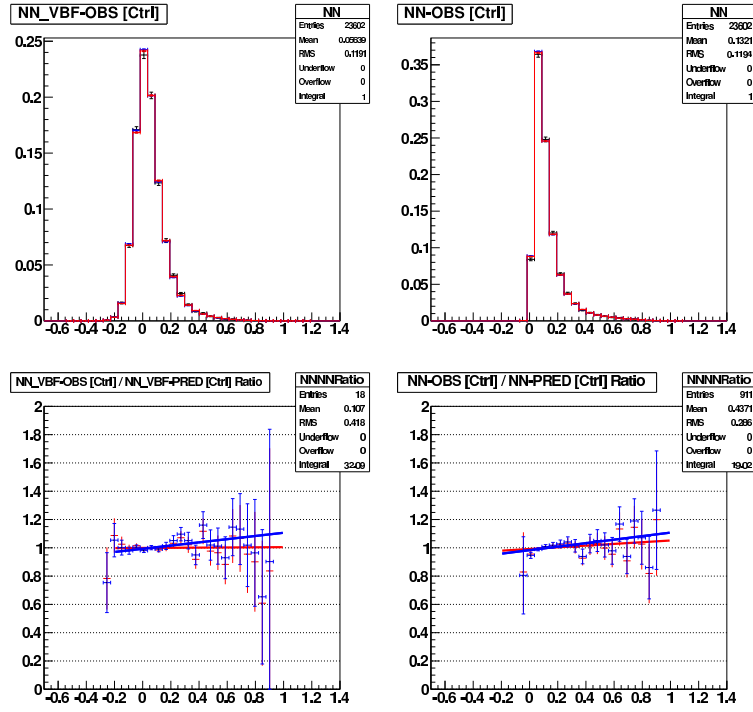 NN_VBF-OBS [Ctrl]
NN
Entries 23602
Mean 0.05639
RMS 0.1191
Underflow 0
Overflow 0
Integral 1
0.25
0.2
0.15
0.1
0.05
0
-0.6 -0.4 -0.2 0 0.2 0.4 0.6 0.8 1 1.2 1.4
NN-OBS [Ctrl]
NN
Entries 23602
Mean 0.1321
RMS 0.1194
Underflow 0
Overflow 0
Integral 1
0.35
0.3
0.25
0.2
0.15
0.1
0.05
0
-0.6 -0.4 -0.2 0 0.2 0.4 0.6 0.8 1 1.2 1.4
NN_VBF-OBS [Ctrl] / NN_VBF-PRED [Ctrl] Ratio
NNNNRatio
Entries 18
Mean 0.107
RMS 0.418
Underflow 0
Overflow 0
Integral 32.09
2
1.8
1.6
1.4
1.2
1
0.8
0.6
0.4
0.2
0
-0.6 -0.4 -0.2 0 0.2 0.4 0.6 0.8 1 1.2 1.4
NN-OBS [Ctrl] / NN-PRED [Ctrl] Ratio
NNNNRatio
Entries 911
Mean 0.4371
RMS 0.286
Underflow 0
Overflow 0
Integral 19.02
2
1.8
1.6
1.4
1.2
1
0.8
0.6
0.4
0.2
0
-0.6 -0.4 -0.2 0 0.2 0.4 0.6 0.8 1 1.2 1.4